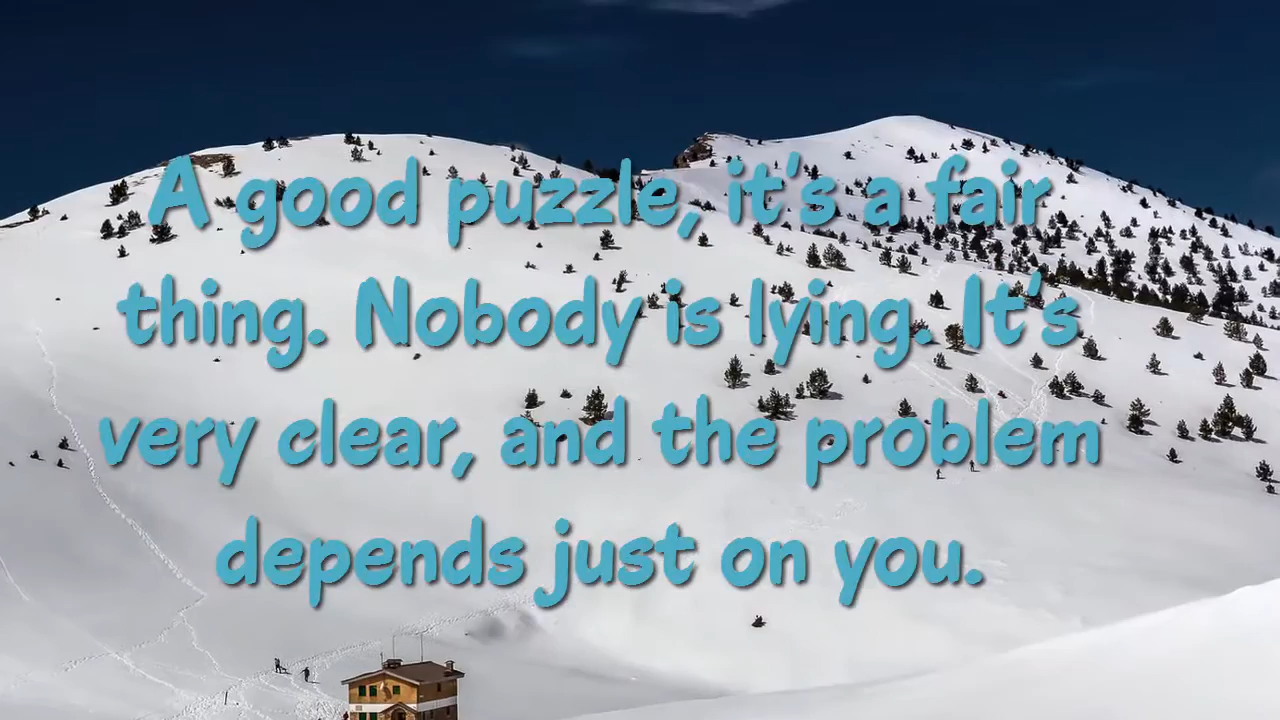 A good puzzle, it's a fair
thing. Nobody is lying. It's
very clear, and the problem
depends just on you.